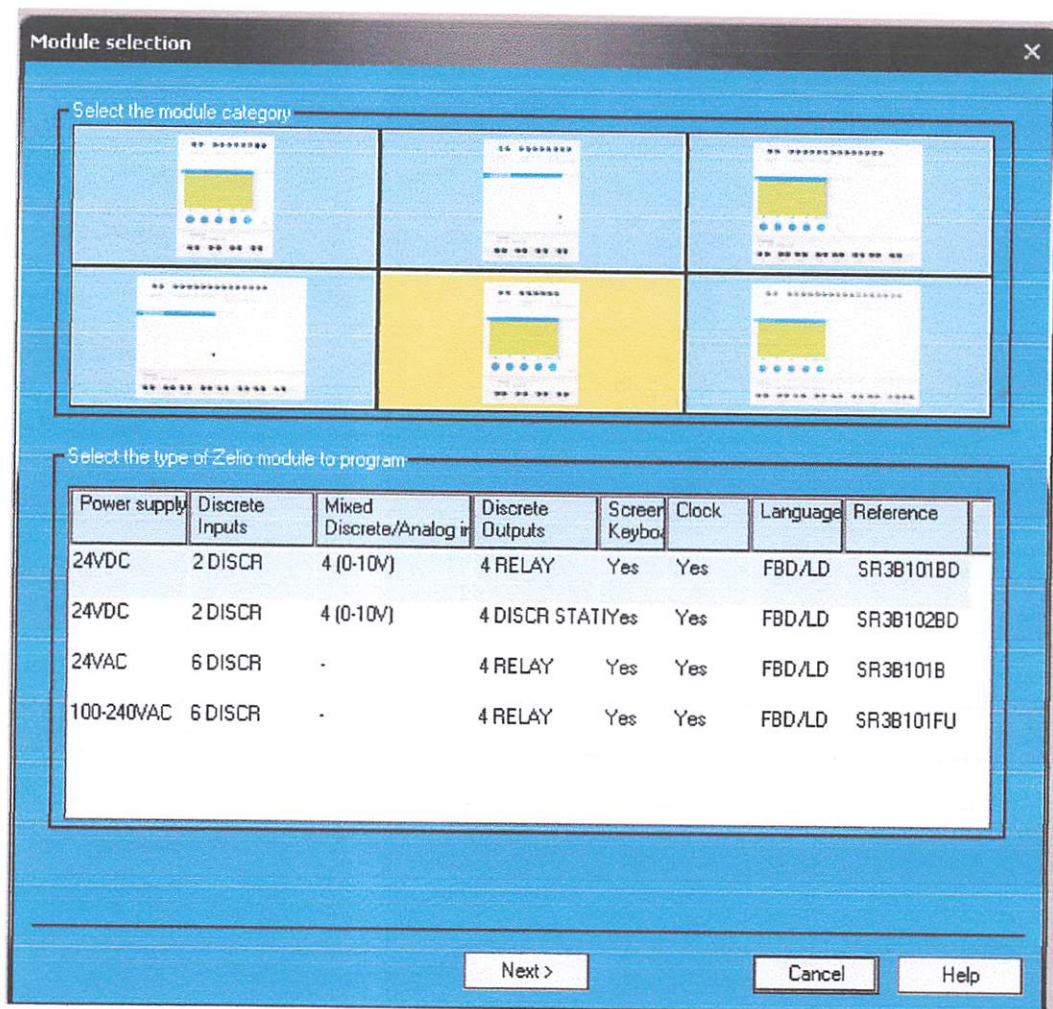 Module selection
Select the module category
Select the type of Zelio module to program
Power supply Discrete Inputs Mixed Discrete/Analog in Discrete Outputs Screen Keyboa Clock Language Reference
24VDC 2 DISCR 4 (0-10V) 4 RELAY Yes Yes FBD/LD SR3B101BD
24VDC 2 DISCR 4 (0-10V) 4 DISCR STATI Yes Yes FBD/LD SR3B102BD
24VAC 6 DISCR - 4 RELAY Yes Yes FBD/LD SR3B101B
100-240VAC 6 DISCR - 4 RELAY Yes Yes FBD/LD SR3B101FU
Next >
Cancel
Help